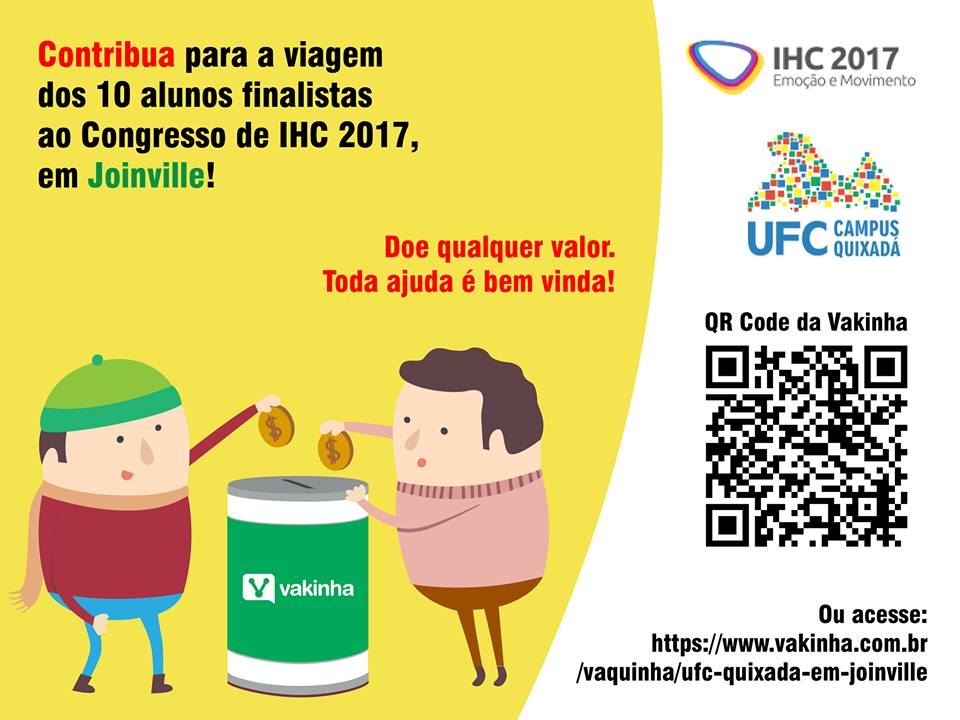 Contribua para a viagem
dos 10 alunos finalistas
ao Congresso de IHC 2017,
em Joinville!
Doe qualquer valor.
Toda ajuda é bem vinda!
$
$
vakinha
IHC 2017
Emoção e Movimento
UFC CAMPUS
QUIXADÁ
QR Code da Vakinha
Ou acesse:
https://www.vakinha.com.br
/vaquinha/ufc-quixada-em-joinville